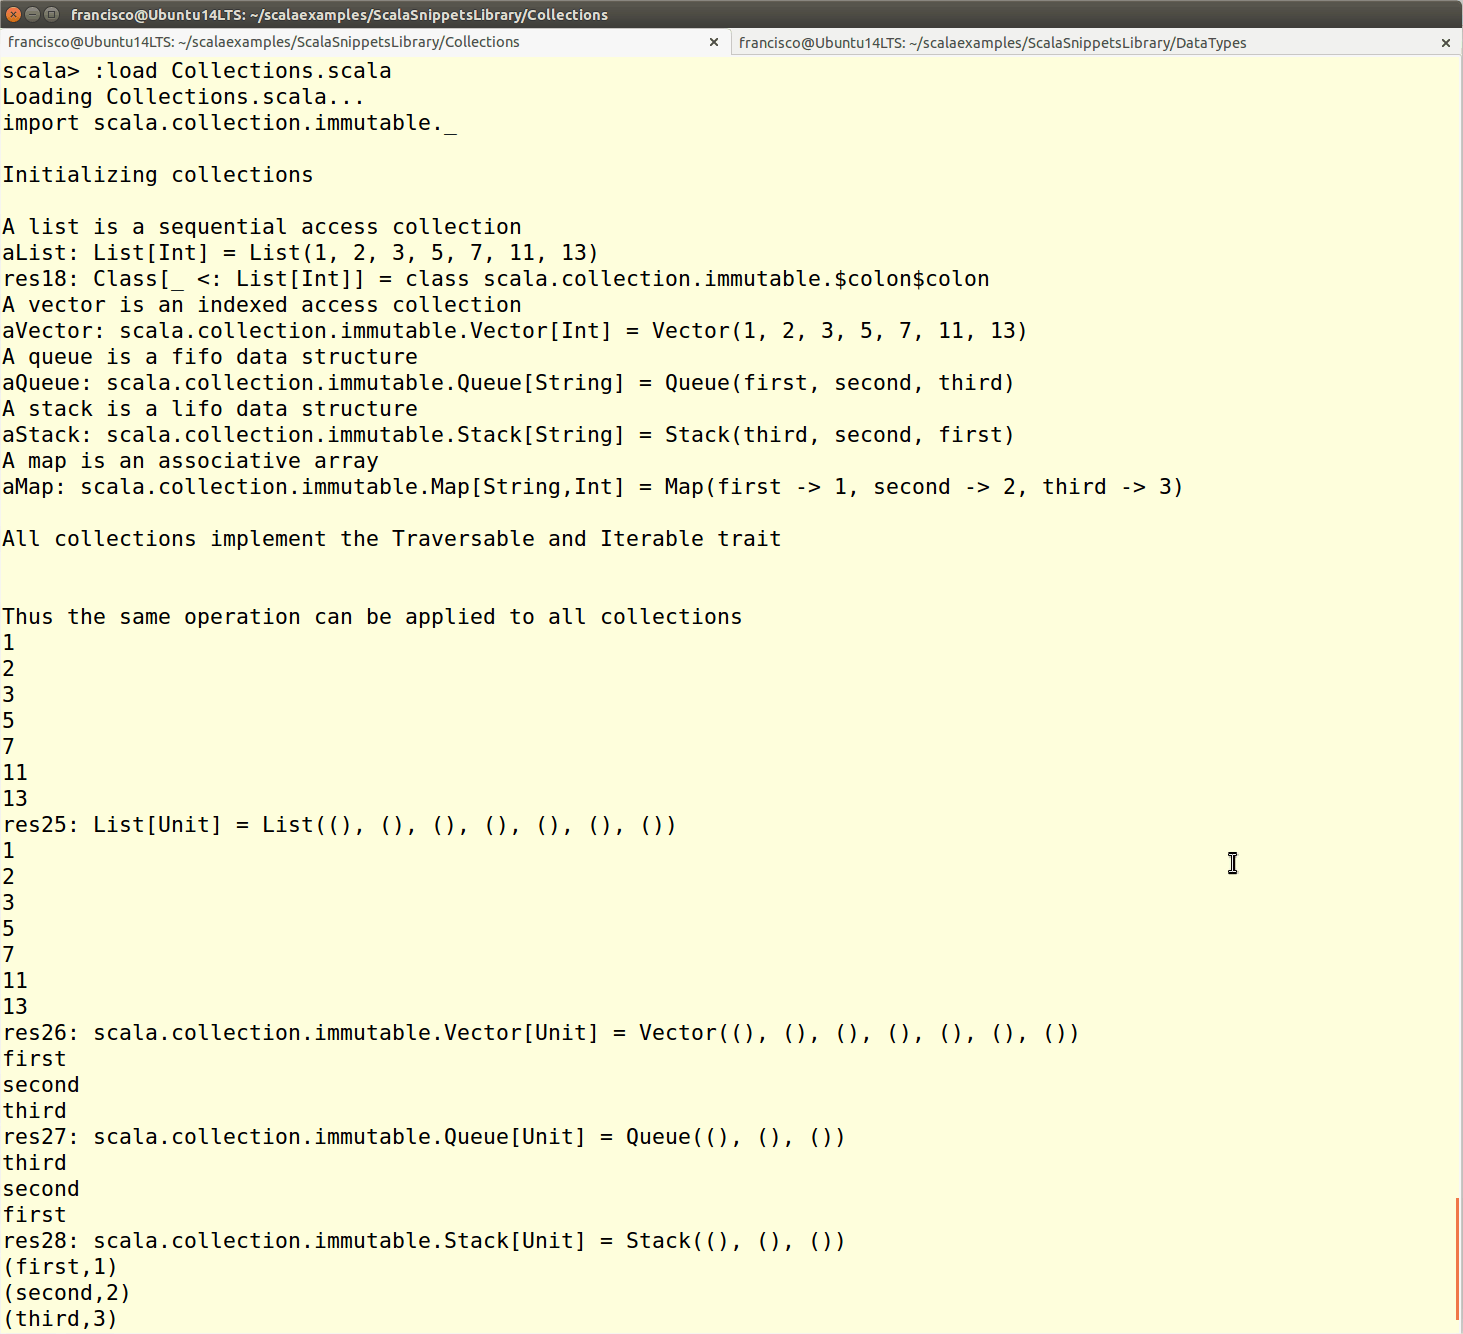 francisco@Ubuntu14LTS: ~/scalaexamples/ScalaSnippetsLibrary/Collections
francisco@Ubuntu14LTS: ~/scalaexamples/ScalaSnippetsLibrary/Collections
francisco@Ubuntu14LTS: ~/scalaexamples/ScalaSnippetsLibrary/DataTypes
scala> :load Collections.scala
Loading Collections.scala...
import scala.collection.immutable._
Initializing collections
A list is a sequential access collection
aList: List[Int] = List(1, 2, 3, 5, 7, 11, 13)
res18: Class[_ <: List[Int]] = class scala.collection.immutable.$colon$colon
A vector is an indexed access collection
aVector: scala.collection.immutable.Vector[Int] = Vector(1, 2, 3, 5, 7, 11, 13)
A queue is a fifo data structure
aQueue: scala.collection.immutable.Queue[String] = Queue(first, second, third)
A stack is a lifo data structure
aStack: scala.collection.immutable.Stack[String] = Stack(third, second, first)
A map is an associative array
aMap: scala.collection.immutable.Map[String,Int] = Map(first -> 1, second -> 2, third -> 3)
All collections implement the Traversable and Iterable trait
Thus the same operation can be applied to all collections
1
2
3
5
7
11
13
res25: List[Unit] = List((), (), (), (), (), (), ())
1
2
3
5
7
11
13
res26: scala.collection.immutable.Vector[Unit] = Vector((), (), (), (), (), (), ())
first
second
third
res27: scala.collection.immutable.Queue[Unit] = Queue((), (), ())
third
second
first
res28: scala.collection.immutable.Stack[Unit] = Stack((), (), ())
(first,1)
(second,2)
(third,3)